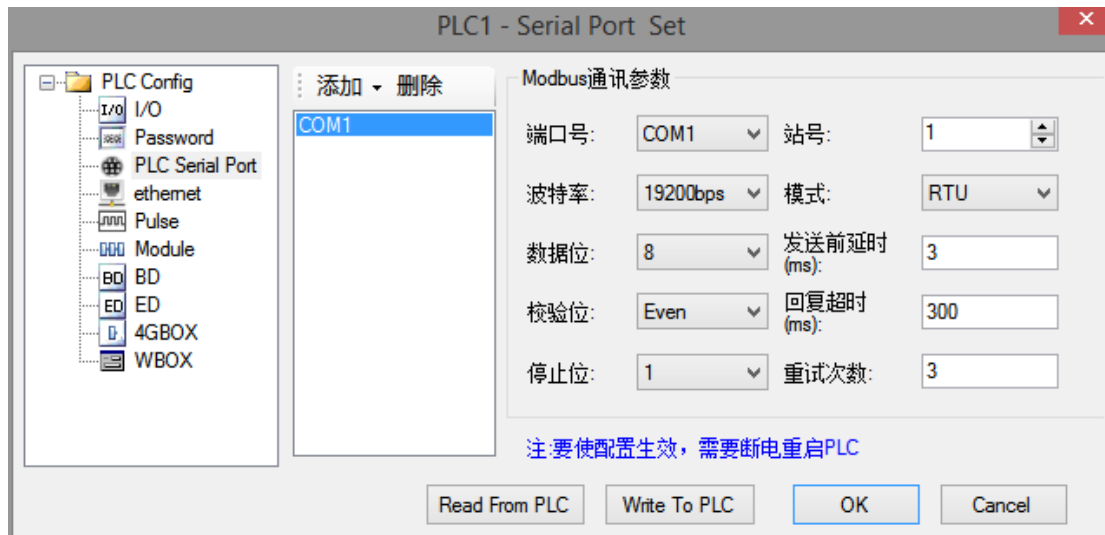 PLC1 - Serial Port Set
PLC Config
I/O
Password
PLC Serial Port
ethernet
Pulse
Module
BD BD
ED ED
4GBOX
WBOX
添加 删除
COM1
Modbus通讯参数
端口号: COM1 站号: 1
波特率: 19200bps 模式: RTU
数据位: 8 发送前延时(ms): 3
校验位: Even 回复超时(ms): 300
停止位: 1 重试次数: 3
注:要使配置生效，需要断电重启PLC
Read From PLC Write To PLC OK Cancel